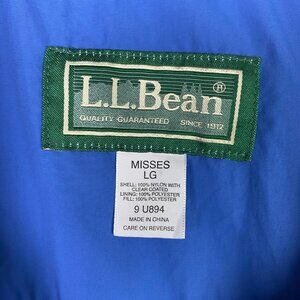 L.L.Bean®
QUALITY GUARANTEED SINCE 1912
MISSES
LG
SHELL: 100% NYLON WITH
CLEAR COATED
LINING: 100% POLYESTER
FILL: 100% POLYESTER
9 U894
MADE IN CHINA
CARE ON REVERSE